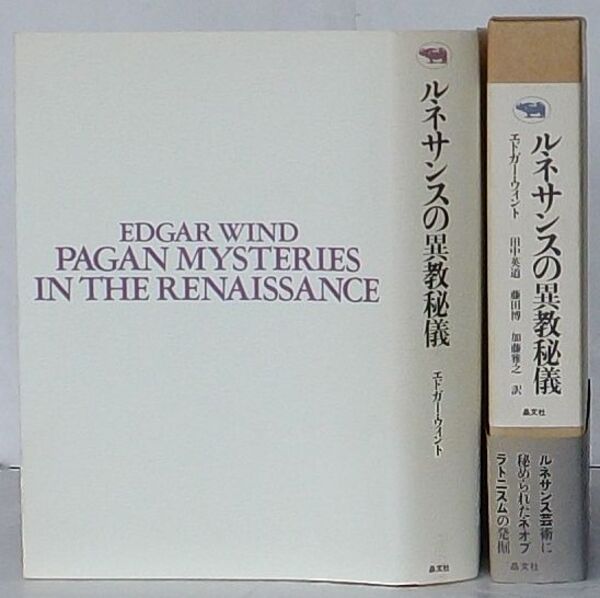 EDGAR WIND
PAGAN MYSTERIES
IN THE RENAISSANCE
ルネサンスの異教秘儀
エドガー・ウィント
晶文社
ルネサンスの異教秘儀
エドガー・ウィント
田中英道 藤田博 加藤雅之 訳
晶文社
ルネサンス芸術に
秘められたネオプ
ラトニスムの発掘
晶文社